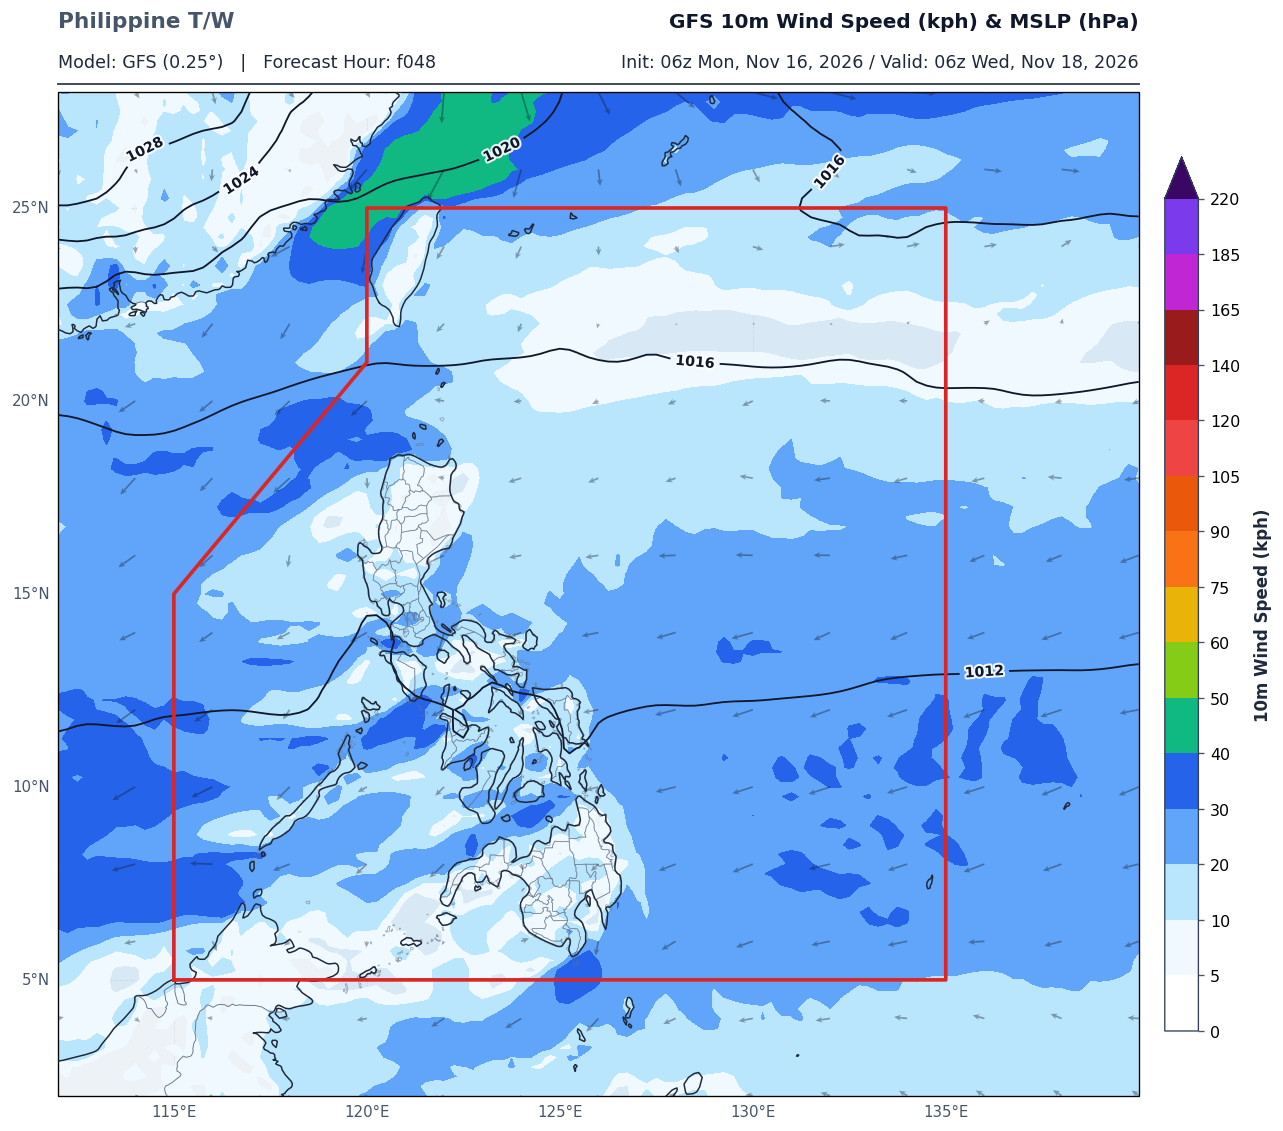 Philippine T/W
GFS 10m Wind Speed (kph) & MSLP (hPa)
Model: GFS (0.25°) | Forecast Hour: f048
Init: 06z Mon, Nov 16, 2026 / Valid: 06z Wed, Nov 18, 2026
1028
1024
1020
1016
1016
1012
25°N
20°N
15°N
10°N
5°N
115°E
120°E
125°E
130°E
135°E
220
185
165
140
120
105
90
75
60
50
40
30
20
10
5
0
10m Wind Speed (kph)